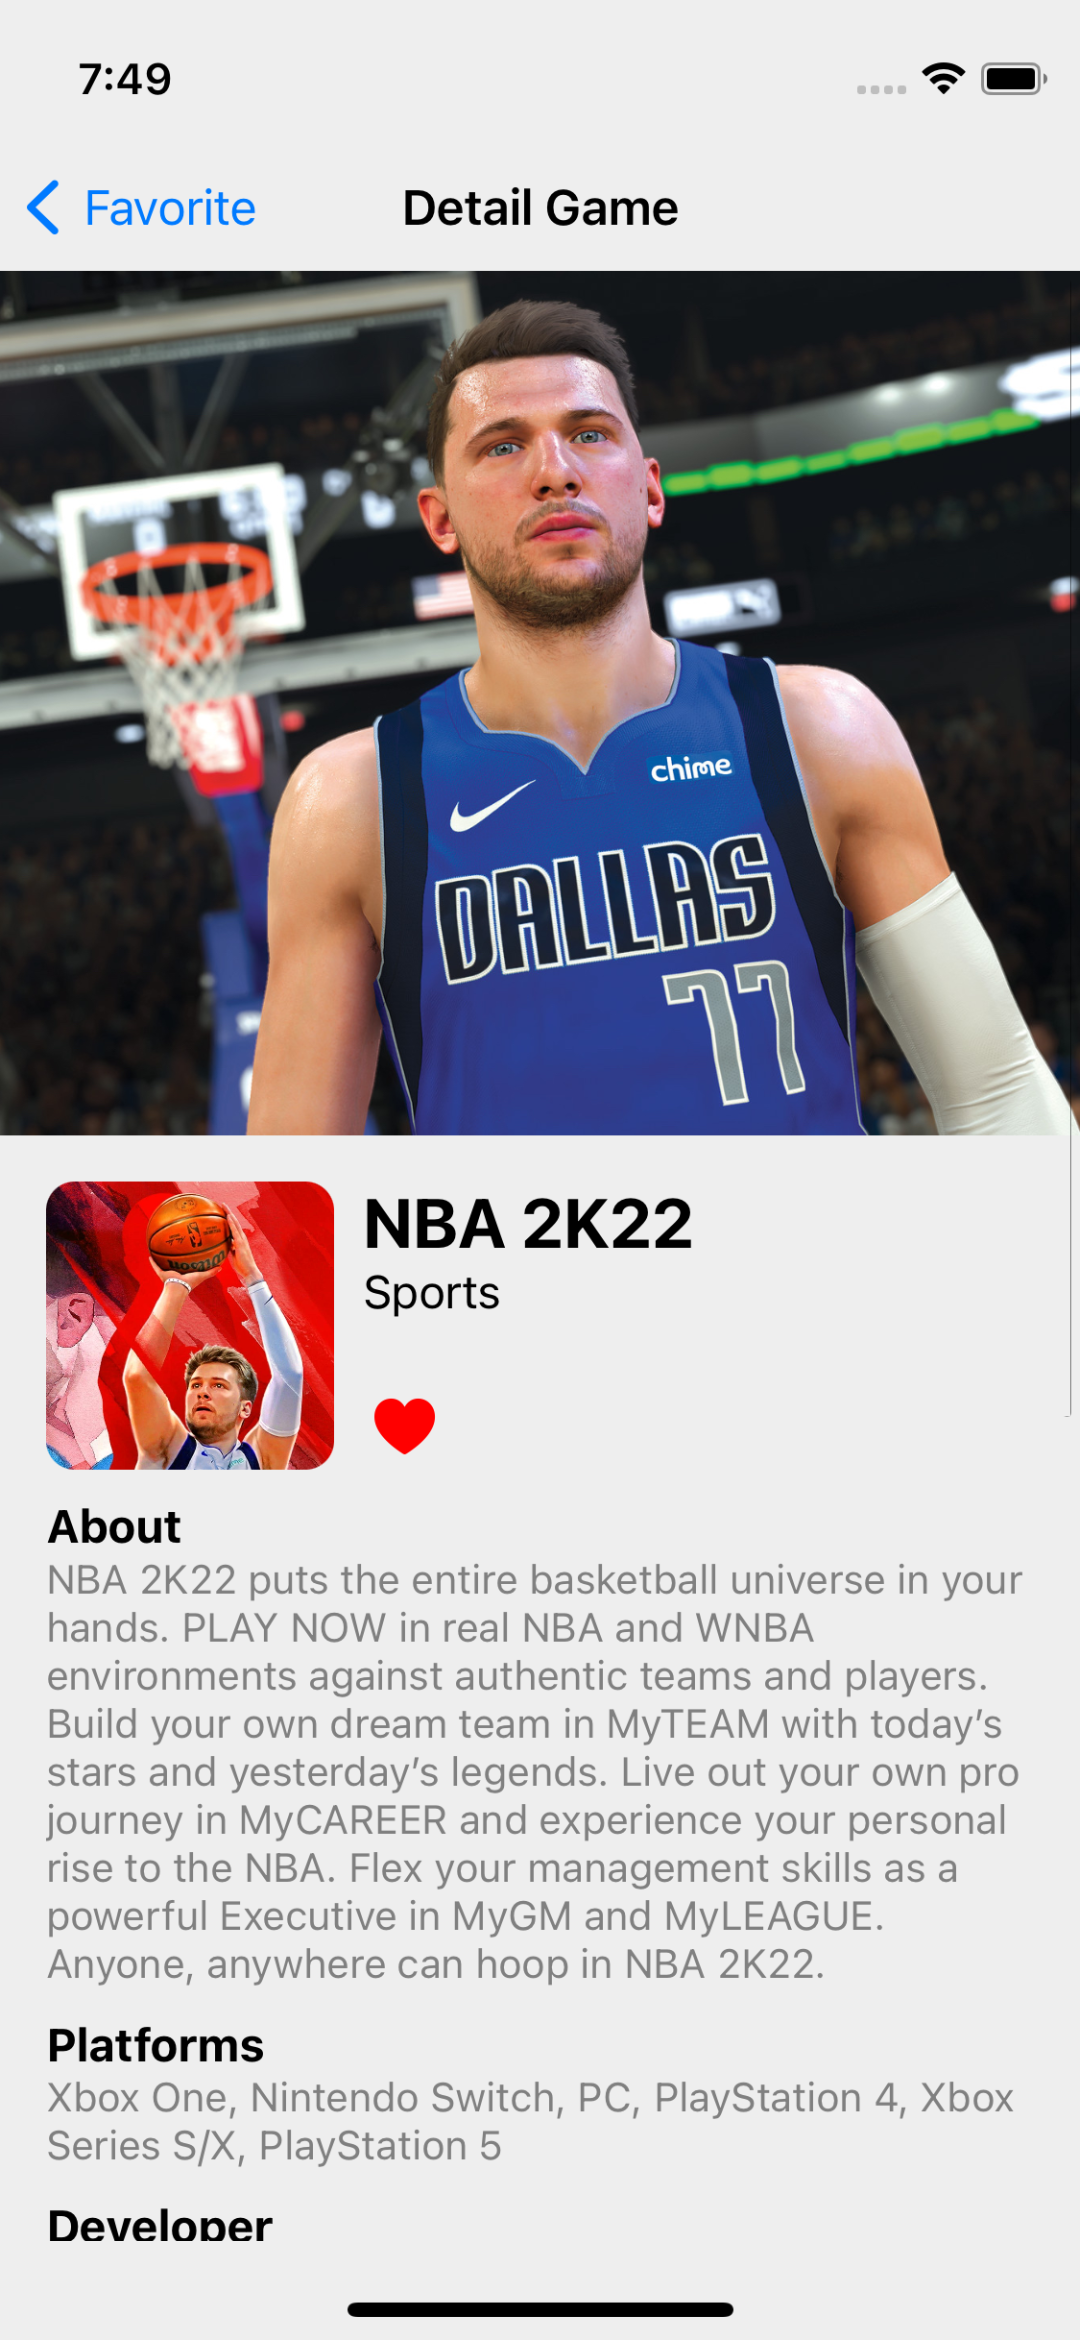 7:49
Favorite
Detail Game
chime
DALLAS
77
NBA 2K22
Sports
About
NBA 2K22 puts the entire basketball universe in your
hands. PLAY NOW in real NBA and WNBA
environments against authentic teams and players.
Build your own dream team in MyTEAM with today’s
stars and yesterday’s legends. Live out your own pro
journey in MyCAREER and experience your personal
rise to the NBA. Flex your management skills as a
powerful Executive in MyGM and MyLEAGUE.
Anyone, anywhere can hoop in NBA 2K22.
Platforms
Xbox One, Nintendo Switch, PC, PlayStation 4, Xbox
Series S/X, PlayStation 5
Developer